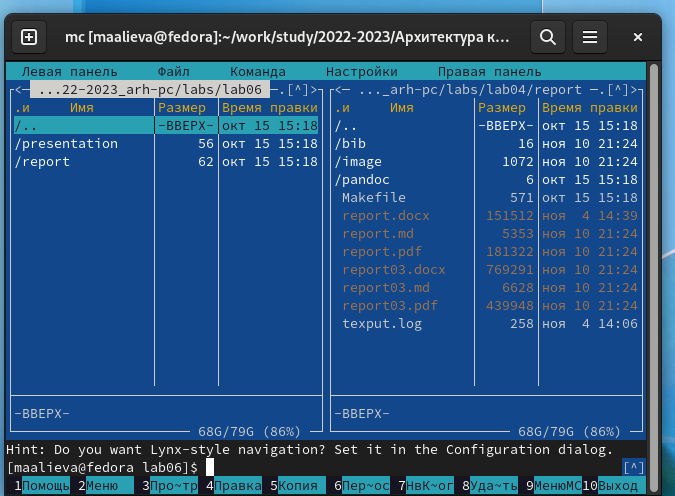 mc [maalieva@fedora]:~/work/study/2022-2023/Архитектура к...
Левая панель Файл Команда Настройки Правая панель
<— ...22-2023_arh-pc/labs/lab06 —.[^]>
.и Имя Размер Время правки
/.. -ВВЕРХ- окт 15 15:18
/presentation 56 окт 15 15:18
/report 62 окт 15 15:18
-ВВЕРХ-
68G/79G (86%)
<— ..._arh-pc/labs/lab04/report —.[^]>
.и Имя Размер Время правки
/.. -ВВЕРХ- окт 15 15:18
/bib 16 ноя 10 21:24
/image 1072 ноя 10 21:24
/pandoc 6 окт 15 15:18
Makefile 571 окт 15 15:18
report.docx 151512 ноя 4 14:39
report.md 5353 ноя 10 21:24
report.pdf 181322 ноя 10 21:24
report03.docx 769291 ноя 10 21:24
report03.md 6628 ноя 10 21:24
report03.pdf 439948 ноя 10 21:24
texput.log 258 ноя 4 14:06
-ВВЕРХ-
68G/79G (86%)
Hint: Do you want Lynx-style navigation? Set it in the Configuration dialog.
[maalieva@fedora lab06]$ [^]
1Помощь 2Меню 3Про~тр 4Правка 5Копия 6Пер~ос 7НвК~ог 8Уда~ть 9МенюМС 10Выход